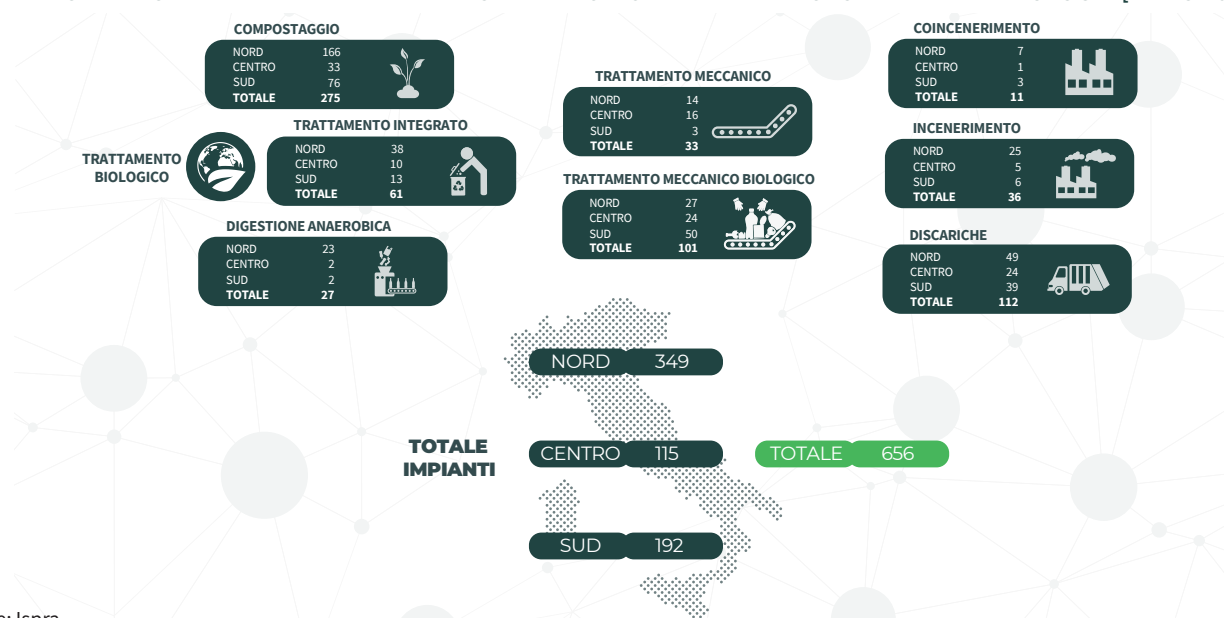 COMPOSTAGGIO
NORD 166
CENTRO 33
SUD 76
TOTALE 275
TRATTAMENTO
BIOLOGICO
TRATTAMENTO INTEGRATO
NORD 38
CENTRO 10
SUD 13
TOTALE 61
DIGESTIONE ANAEROBICA
NORD 23
CENTRO 2
SUD 2
TOTALE 27
TRATTAMENTO MECCANICO
NORD 14
CENTRO 16
SUD 3
TOTALE 33
TRATTAMENTO MECCANICO BIOLOGICO
NORD 27
CENTRO 24
SUD 50
TOTALE 101
COINCENERIMENTO
NORD 7
CENTRO 1
SUD 3
TOTALE 11
INCENERIMENTO
NORD 25
CENTRO 5
SUD 6
TOTALE 36
DISCARICHE
NORD 49
CENTRO 24
SUD 39
TOTALE 112
TOTALE
IMPIANTI
NORD 349
CENTRO 115
SUD 192
TOTALE 656
Ispra